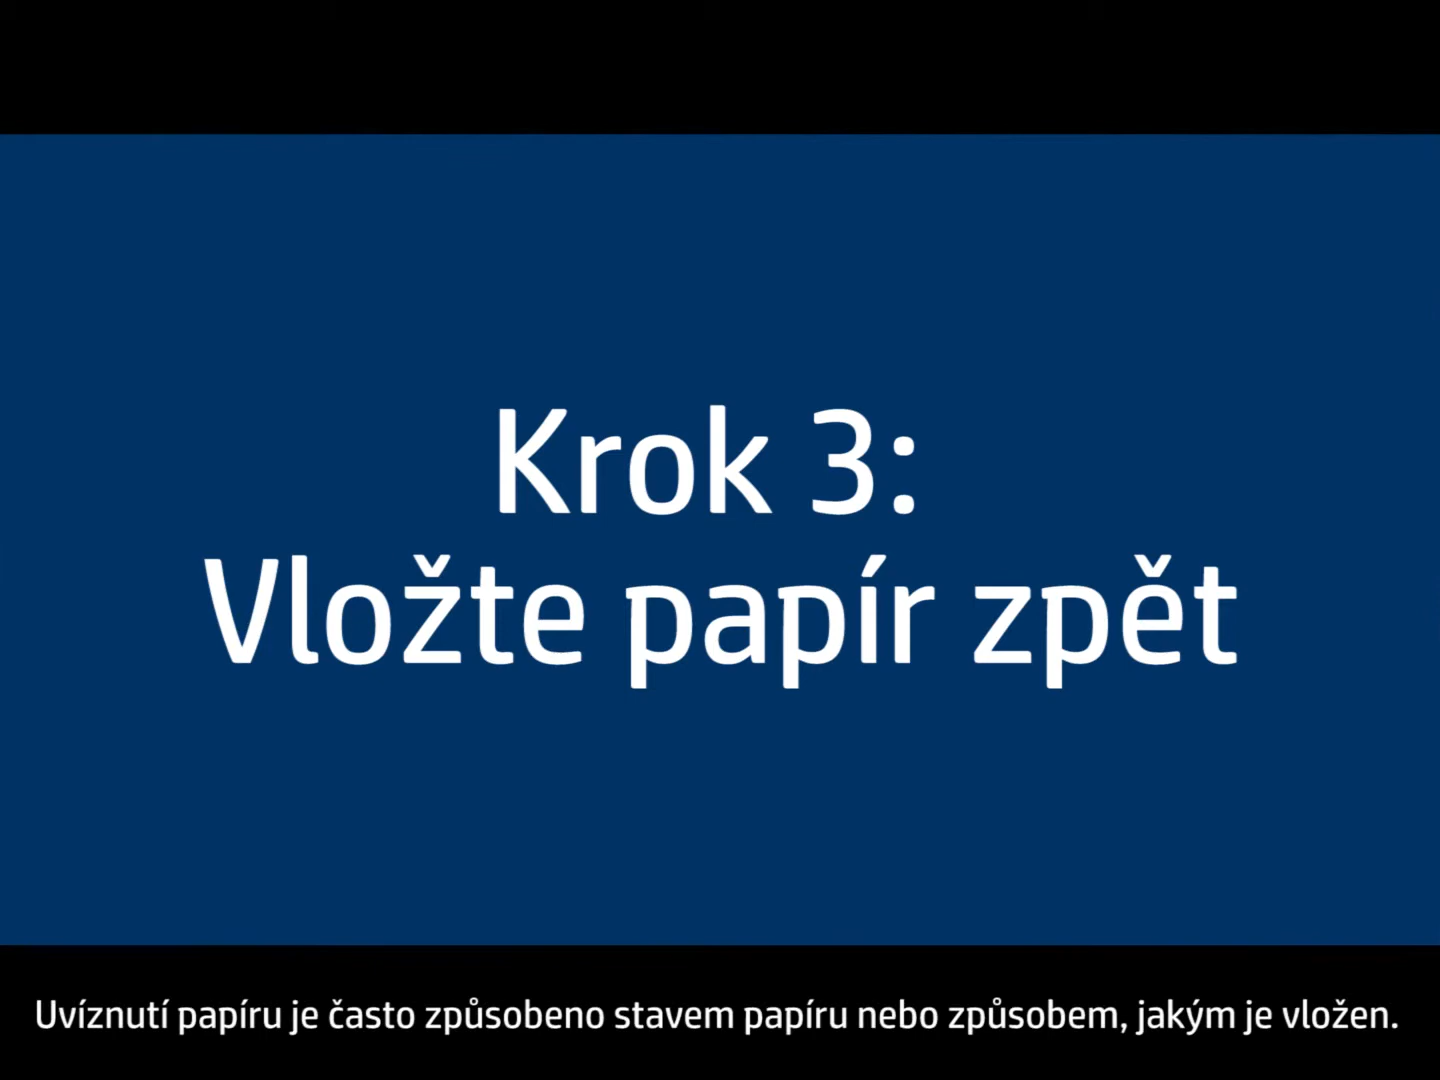 Krok 3:
Vložte papír zpět
Uvíznutí papíru je často způsobeno stavem papíru nebo způsobem, jakým je vložen.